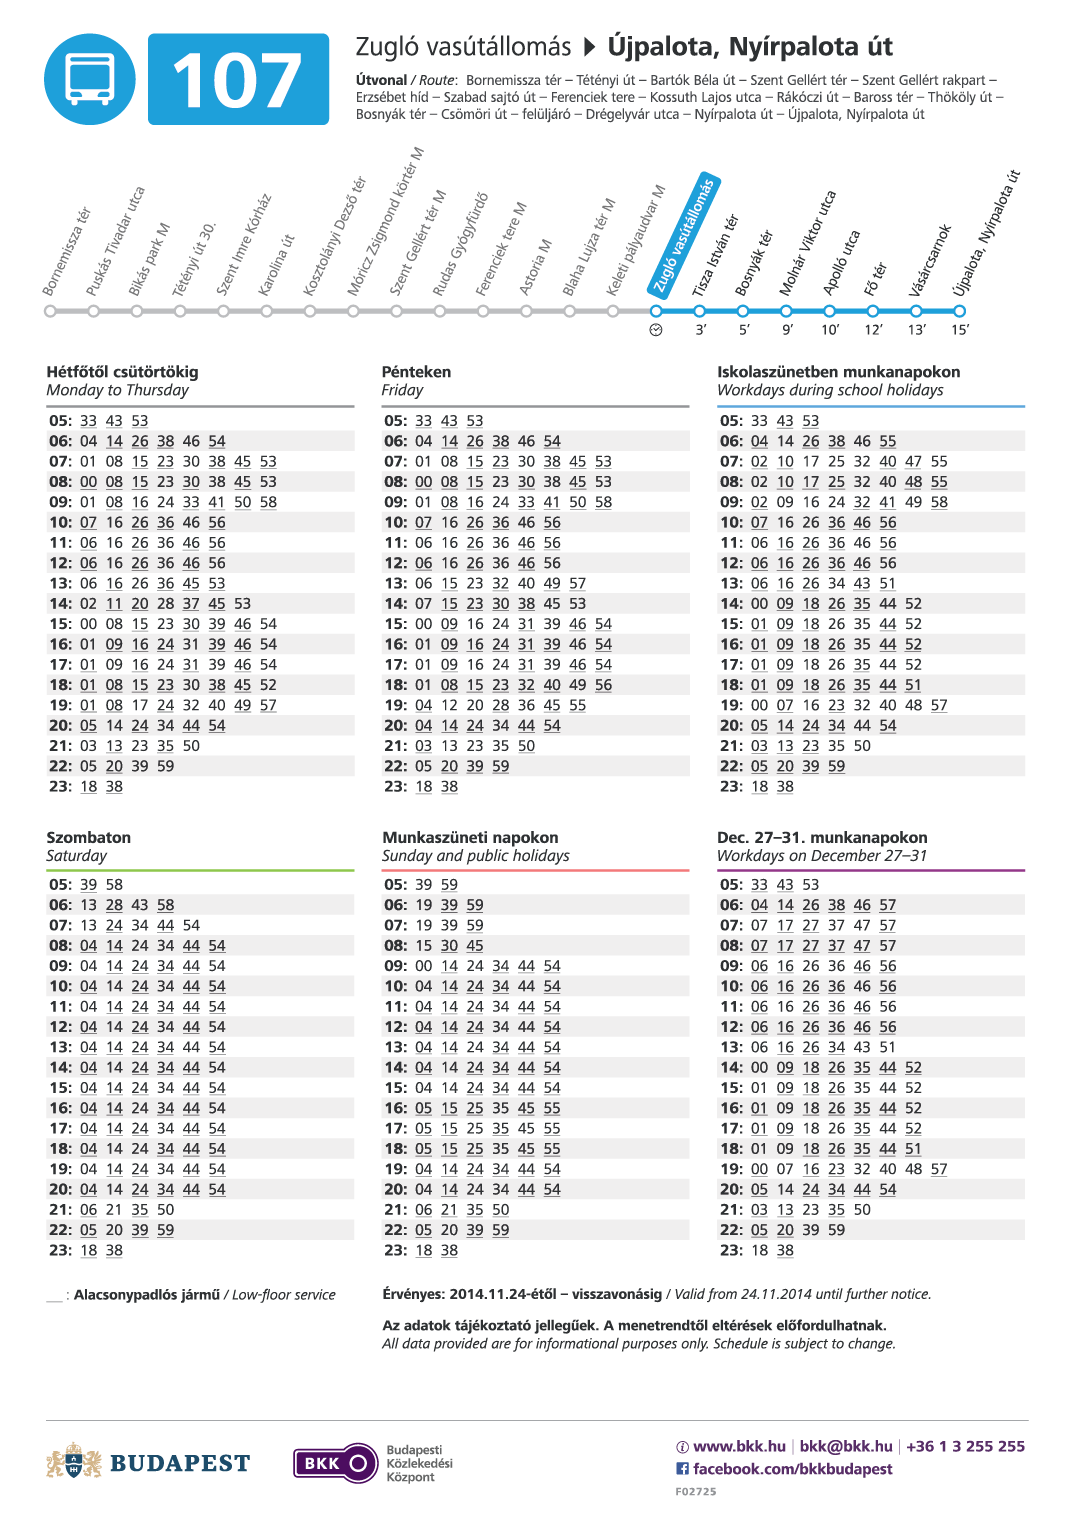 107
Zugló vasútállomás ▶ Újpalota, Nyírpalota út
Útvonal / Route: Bornemissza tér – Tétényi út – Bartók Béla út – Szent Gellért tér – Szent Gellért rakpart –
Erzsébet híd – Szabad sajtó út – Ferenciek tere – Kossuth Lajos utca – Rákóczi út – Baross tér – Thököly út –
Bosnyák tér – Csömöri út – felüljáró – Drégelyvár utca – Nyírpalota út – Újpalota, Nyírpalota út
Bornemissza tér
Puskás Tivadar utca
Bikás park M
Tétényi út 30.
Szent Imre Kórház
Karolina út
Kosztolányi Dezső tér
Móricz Zsigmond körtér M
Szent Gellért tér M
Rudas Gyógyfürdő
Ferenciek tere M
Astoria M
Blaha Lujza tér M
Keleti pályaudvar M
Zugló vasútállomás
Tisza István tér
Bosnyák tér
Molnár Viktor utca
Apolló utca
Fő tér
Vásárcsarnok
Újpalota, Nyírpalota út
3’ 5’ 9’ 10’ 12’ 13’ 15’
Hétfőtől csütörtökig
Monday to Thursday
05: 33 43 53
06: 04 14 26 38 46 54
07: 01 08 15 23 30 38 45 53
08: 00 08 15 23 30 38 45 53
09: 01 08 16 24 33 41 50 58
10: 07 16 26 36 46 56
11: 06 16 26 36 46 56
12: 06 16 26 36 46 56
13: 06 16 26 36 45 53
14: 02 11 20 28 37 45 53
15: 00 08 15 23 30 39 46 54
16: 01 09 16 24 31 39 46 54
17: 01 09 16 24 31 39 46 54
18: 01 08 15 23 30 38 45 52
19: 01 08 17 24 32 40 49 57
20: 05 14 24 34 44 54
21: 03 13 23 35 50
22: 05 20 39 59
23: 18 38
Pénteken
Friday
05: 33 43 53
06: 04 14 26 38 46 54
07: 01 08 15 23 30 38 45 53
08: 00 08 15 23 30 38 45 53
09: 01 08 16 24 33 41 50 58
10: 07 16 26 36 46 56
11: 06 16 26 36 46 56
12: 06 16 26 36 46 56
13: 06 15 23 32 40 49 57
14: 07 15 23 30 38 45 53
15: 00 09 16 24 31 39 46 54
16: 01 09 16 24 31 39 46 54
17: 01 09 16 24 31 39 46 54
18: 01 08 15 23 32 40 49 56
19: 04 12 20 28 36 45 55
20: 04 14 24 34 44 54
21: 03 13 23 35 50
22: 05 20 39 59
23: 18 38
Iskolaszünetben munkanapokon
Workdays during school holidays
05: 33 43 53
06: 04 14 26 38 46 55
07: 02 10 17 25 32 40 47 55
08: 02 10 17 25 32 40 48 55
09: 02 09 16 24 32 41 49 58
10: 07 16 26 36 46 56
11: 06 16 26 36 46 56
12: 06 16 26 36 46 56
13: 06 16 26 34 43 51
14: 00 09 18 26 35 44 52
15: 01 09 18 26 35 44 52
16: 01 09 18 26 35 44 52
17: 01 09 18 26 35 44 52
18: 01 09 18 26 35 44 51
19: 00 07 16 23 32 40 48 57
20: 05 14 24 34 44 54
21: 03 13 23 35 50
22: 05 20 39 59
23: 18 38
Szombaton
Saturday
05: 39 58
06: 13 28 43 58
07: 13 24 34 44 54
08: 04 14 24 34 44 54
09: 04 14 24 34 44 54
10: 04 14 24 34 44 54
11: 04 14 24 34 44 54
12: 04 14 24 34 44 54
13: 04 14 24 34 44 54
14: 04 14 24 34 44 54
15: 04 14 24 34 44 54
16: 04 14 24 34 44 54
17: 04 14 24 34 44 54
18: 04 14 24 34 44 54
19: 04 14 24 34 44 54
20: 04 14 24 34 44 54
21: 06 21 35 50
22: 05 20 39 59
23: 18 38
Munkaszüneti napokon
Sunday and public holidays
05: 39 59
06: 19 39 59
07: 19 39 59
08: 15 30 45
09: 00 14 24 34 44 54
10: 04 14 24 34 44 54
11: 04 14 24 34 44 54
12: 04 14 24 34 44 54
13: 04 14 24 34 44 54
14: 04 14 24 34 44 54
15: 04 14 24 34 44 54
16: 05 15 25 35 45 55
17: 05 15 25 35 45 55
18: 05 15 25 35 45 55
19: 04 14 24 34 44 54
20: 04 14 24 34 44 54
21: 06 21 35 50
22: 05 20 39 59
23: 18 38
Dec. 27–31. munkanapokon
Workdays on December 27–31
05: 33 43 53
06: 04 14 26 38 46 57
07: 07 17 27 37 47 57
08: 07 17 27 37 47 57
09: 06 16 26 36 46 56
10: 06 16 26 36 46 56
11: 06 16 26 36 46 56
12: 06 16 26 36 46 56
13: 06 16 26 34 43 51
14: 00 09 18 26 35 44 52
15: 01 09 18 26 35 44 52
16: 01 09 18 26 35 44 52
17: 01 09 18 26 35 44 52
18: 01 09 18 26 35 44 51
19: 00 07 16 23 32 40 48 57
20: 05 14 24 34 44 54
21: 03 13 23 35 50
22: 05 20 39 59
23: 18 38
__ : Alacsonypadlós jármű / Low-floor service
Érvényes: 2014.11.24-étől – visszavonásig / Valid from 24.11.2014 until further notice.
Az adatok tájékoztató jellegűek. A menetrendtől eltérések előfordulhatnak.
All data provided are for informational purposes only. Schedule is subject to change.
BUDAPEST
BKK
Budapesti
Közlekedési
Központ
www.bkk.hu | bkk@bkk.hu | +36 1 3 255 255
facebook.com/bkkbudapest
F02725